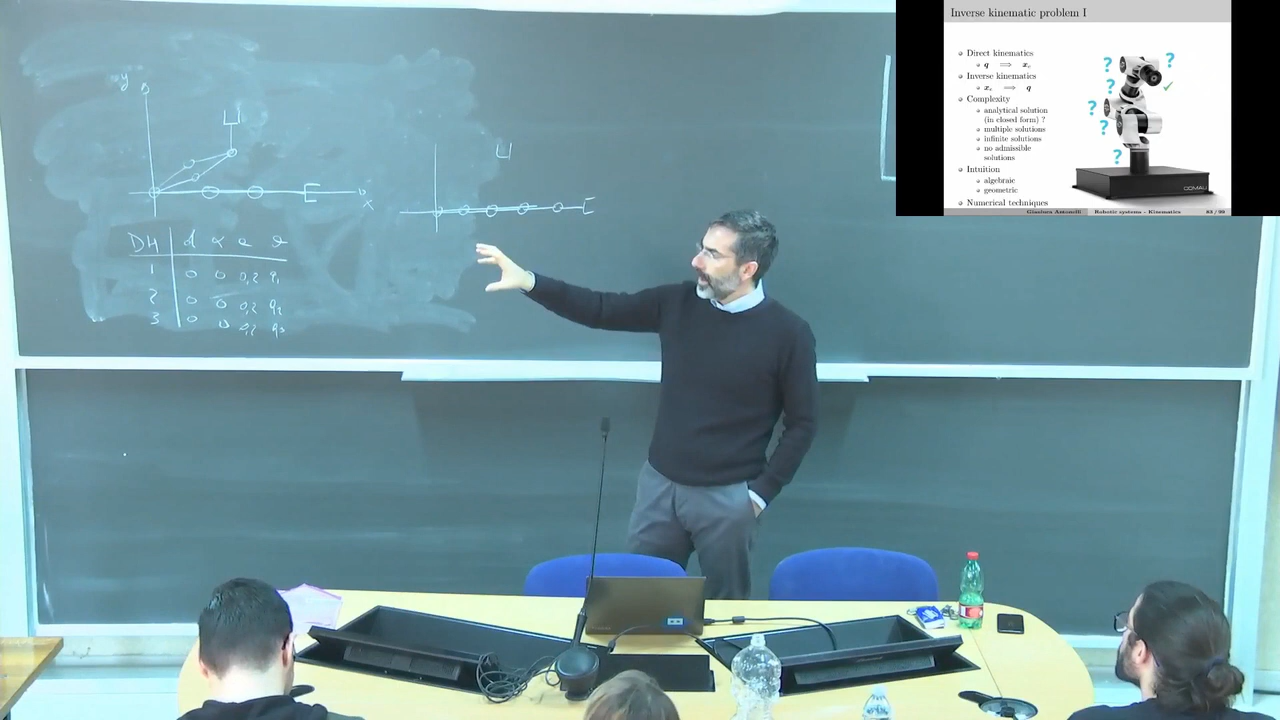 Inverse kinematic problem I
Direct kinematics
q ⟹ xₑ
Inverse kinematics
xₑ ⟹ q
Complexity
analytical solution
(in closed form) ?
multiple solutions
infinite solutions
no admissible
solutions
Intuition
algebraic
geometric
Numerical techniques
? ? ? ? ? ? ✓
COMAU
Gianluca Antonelli Robotic systems - Kinematics 83 / 98
y
x
DH d α a θ
1 0 0 0,2 q₁
2 0 0 0,2 q₂
3 0 0 0,2 q₃